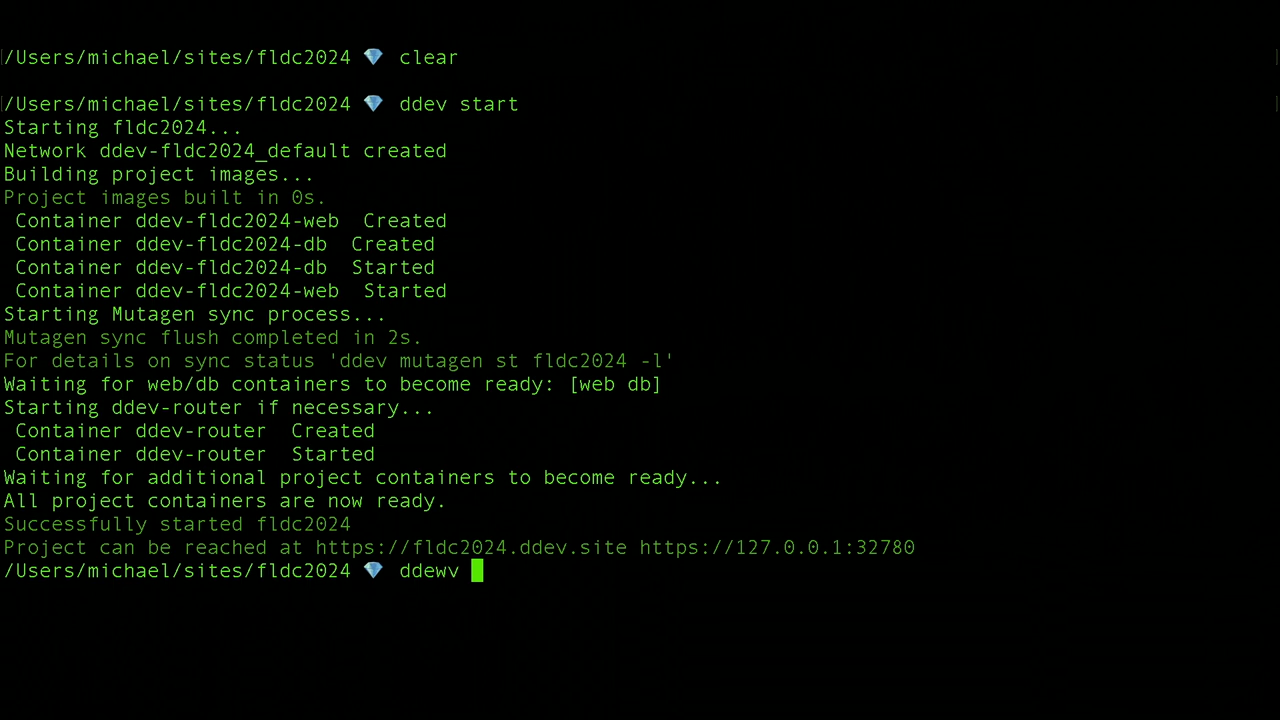 /Users/michael/sites/fldc2024 💎 clear
/Users/michael/sites/fldc2024 💎 ddev start
Starting fldc2024...
Network ddev-fldc2024_default created
Building project images...
Project images built in 0s.
Container ddev-fldc2024-web Created
Container ddev-fldc2024-db Created
Container ddev-fldc2024-db Started
Container ddev-fldc2024-web Started
Starting Mutagen sync process...
Mutagen sync flush completed in 2s.
For details on sync status 'ddev mutagen st fldc2024 -l'
Waiting for web/db containers to become ready: [web db]
Starting ddev-router if necessary...
Container ddev-router Created
Container ddev-router Started
Waiting for additional project containers to become ready...
All project containers are now ready.
Successfully started fldc2024
Project can be reached at https://fldc2024.ddev.site https://127.0.0.1:32780
/Users/michael/sites/fldc2024 💎 ddewv